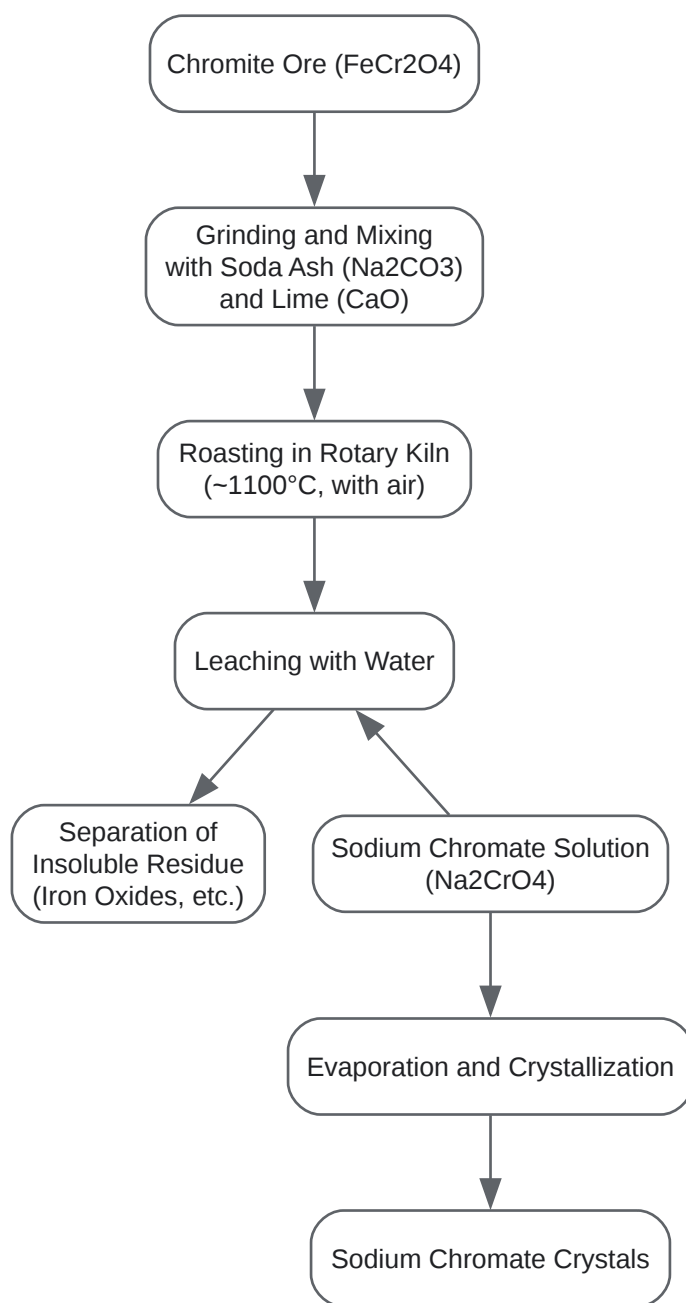 Chromite Ore (FeCr2O4)
Grinding and Mixing
with Soda Ash (Na2CO3)
and Lime (CaO)
Roasting in Rotary Kiln
(~1100°C, with air)
Leaching with Water
Separation of
Insoluble Residue
(Iron Oxides, etc.)
Sodium Chromate Solution
(Na2CrO4)
Evaporation and Crystallization
Sodium Chromate Crystals